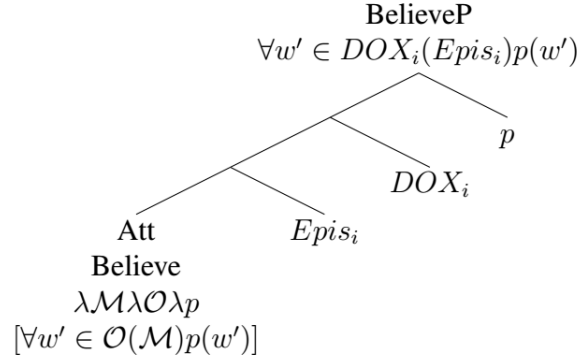 BelieveP
∀w′ ∈ DOX_i(Epis_i)p(w′)
p
DOX_i
Att
Epis_i
Believe
λℳλ𝒪λp
[∀w′ ∈ 𝒪(ℳ)p(w′)]